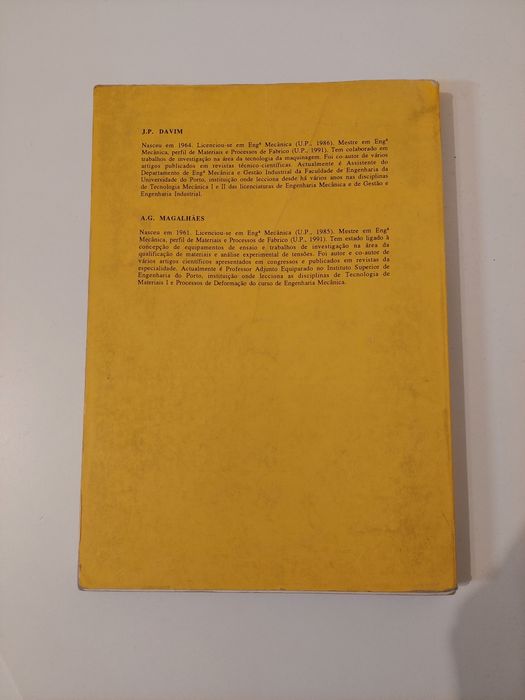 J.P. DAVIM
Nasceu em 1964. Licenciou-se em Engª Mecânica (U.P., 1986). Mestre em Engª
Mecânica, perfil de Materiais e Processos de Fabrico (U.P., 1991). Tem colaborado em
trabalhos de investigação na área da tecnologia da maquinagem. Foi co-autor de vários
artigos publicados em revistas técnico-científicas. Actualmente é Assistente do
Departamento de Engª Mecânica e Gestão Industrial da Faculdade de Engenharia da
Universidade do Porto, instituição onde lecciona desde há vários anos nas disciplinas
de Tecnologia Mecânica I e II das licenciaturas de Engenharia Mecânica e de Gestão e
Engenharia Industrial.
A.G. MAGALHÃES
Nasceu em 1961. Licenciou-se em Engª Mecânica (U.P., 1985). Mestre em Engª
Mecânica, perfil de Materiais e Processos de Fabrico (U.P., 1991). Tem estado ligado à
concepção de equipamentos de ensaio e trabalhos de investigação na área da
qualificação de materiais e análise experimental de tensões. Foi autor e co-autor de
vários artigos científicos apresentados em congressos e publicados em revistas da
especialidade. Actualmente é Professor Adjunto Equiparado no Instituto Superior de
Engenharia do Porto, instituição onde lecciona as disciplinas de Tecnologia de
Materiais I e Processos de Deformação do curso de Engenharia Mecânica.